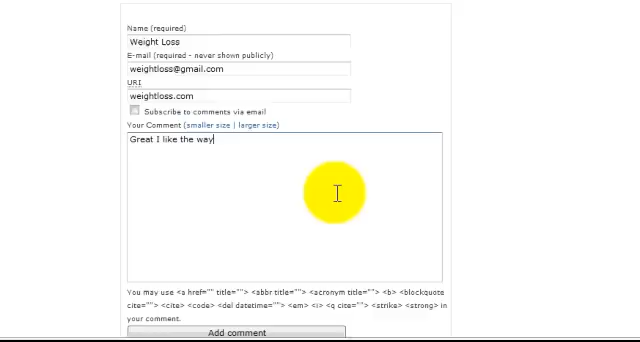 Name (required)
Weight Loss
E-mail (required - never shown publicly)
weightloss@gmail.com
URI
weightloss.com
Subscribe to comments via email
Your Comment (smaller size | larger size)
Great I like the way
You may use <a href="" title=""> <abbr title=""> <acronym title=""> <b> <blockquote
cite=""> <cite> <code> <del datetime=""> <em> <i> <q cite=""> <strike> <strong> in
your comment.
Add comment